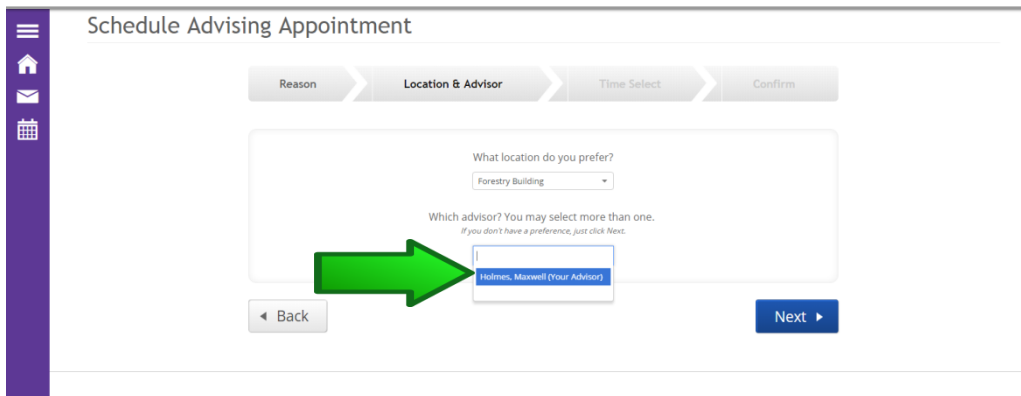 Schedule Advising Appointment
Reason
Location & Advisor
Time Select
Confirm
What location do you prefer?
Forestry Building
Which advisor? You may select more than one.
If you don't have a preference, just click Next.
Holmes, Maxwell (Your Advisor)
Back
Next